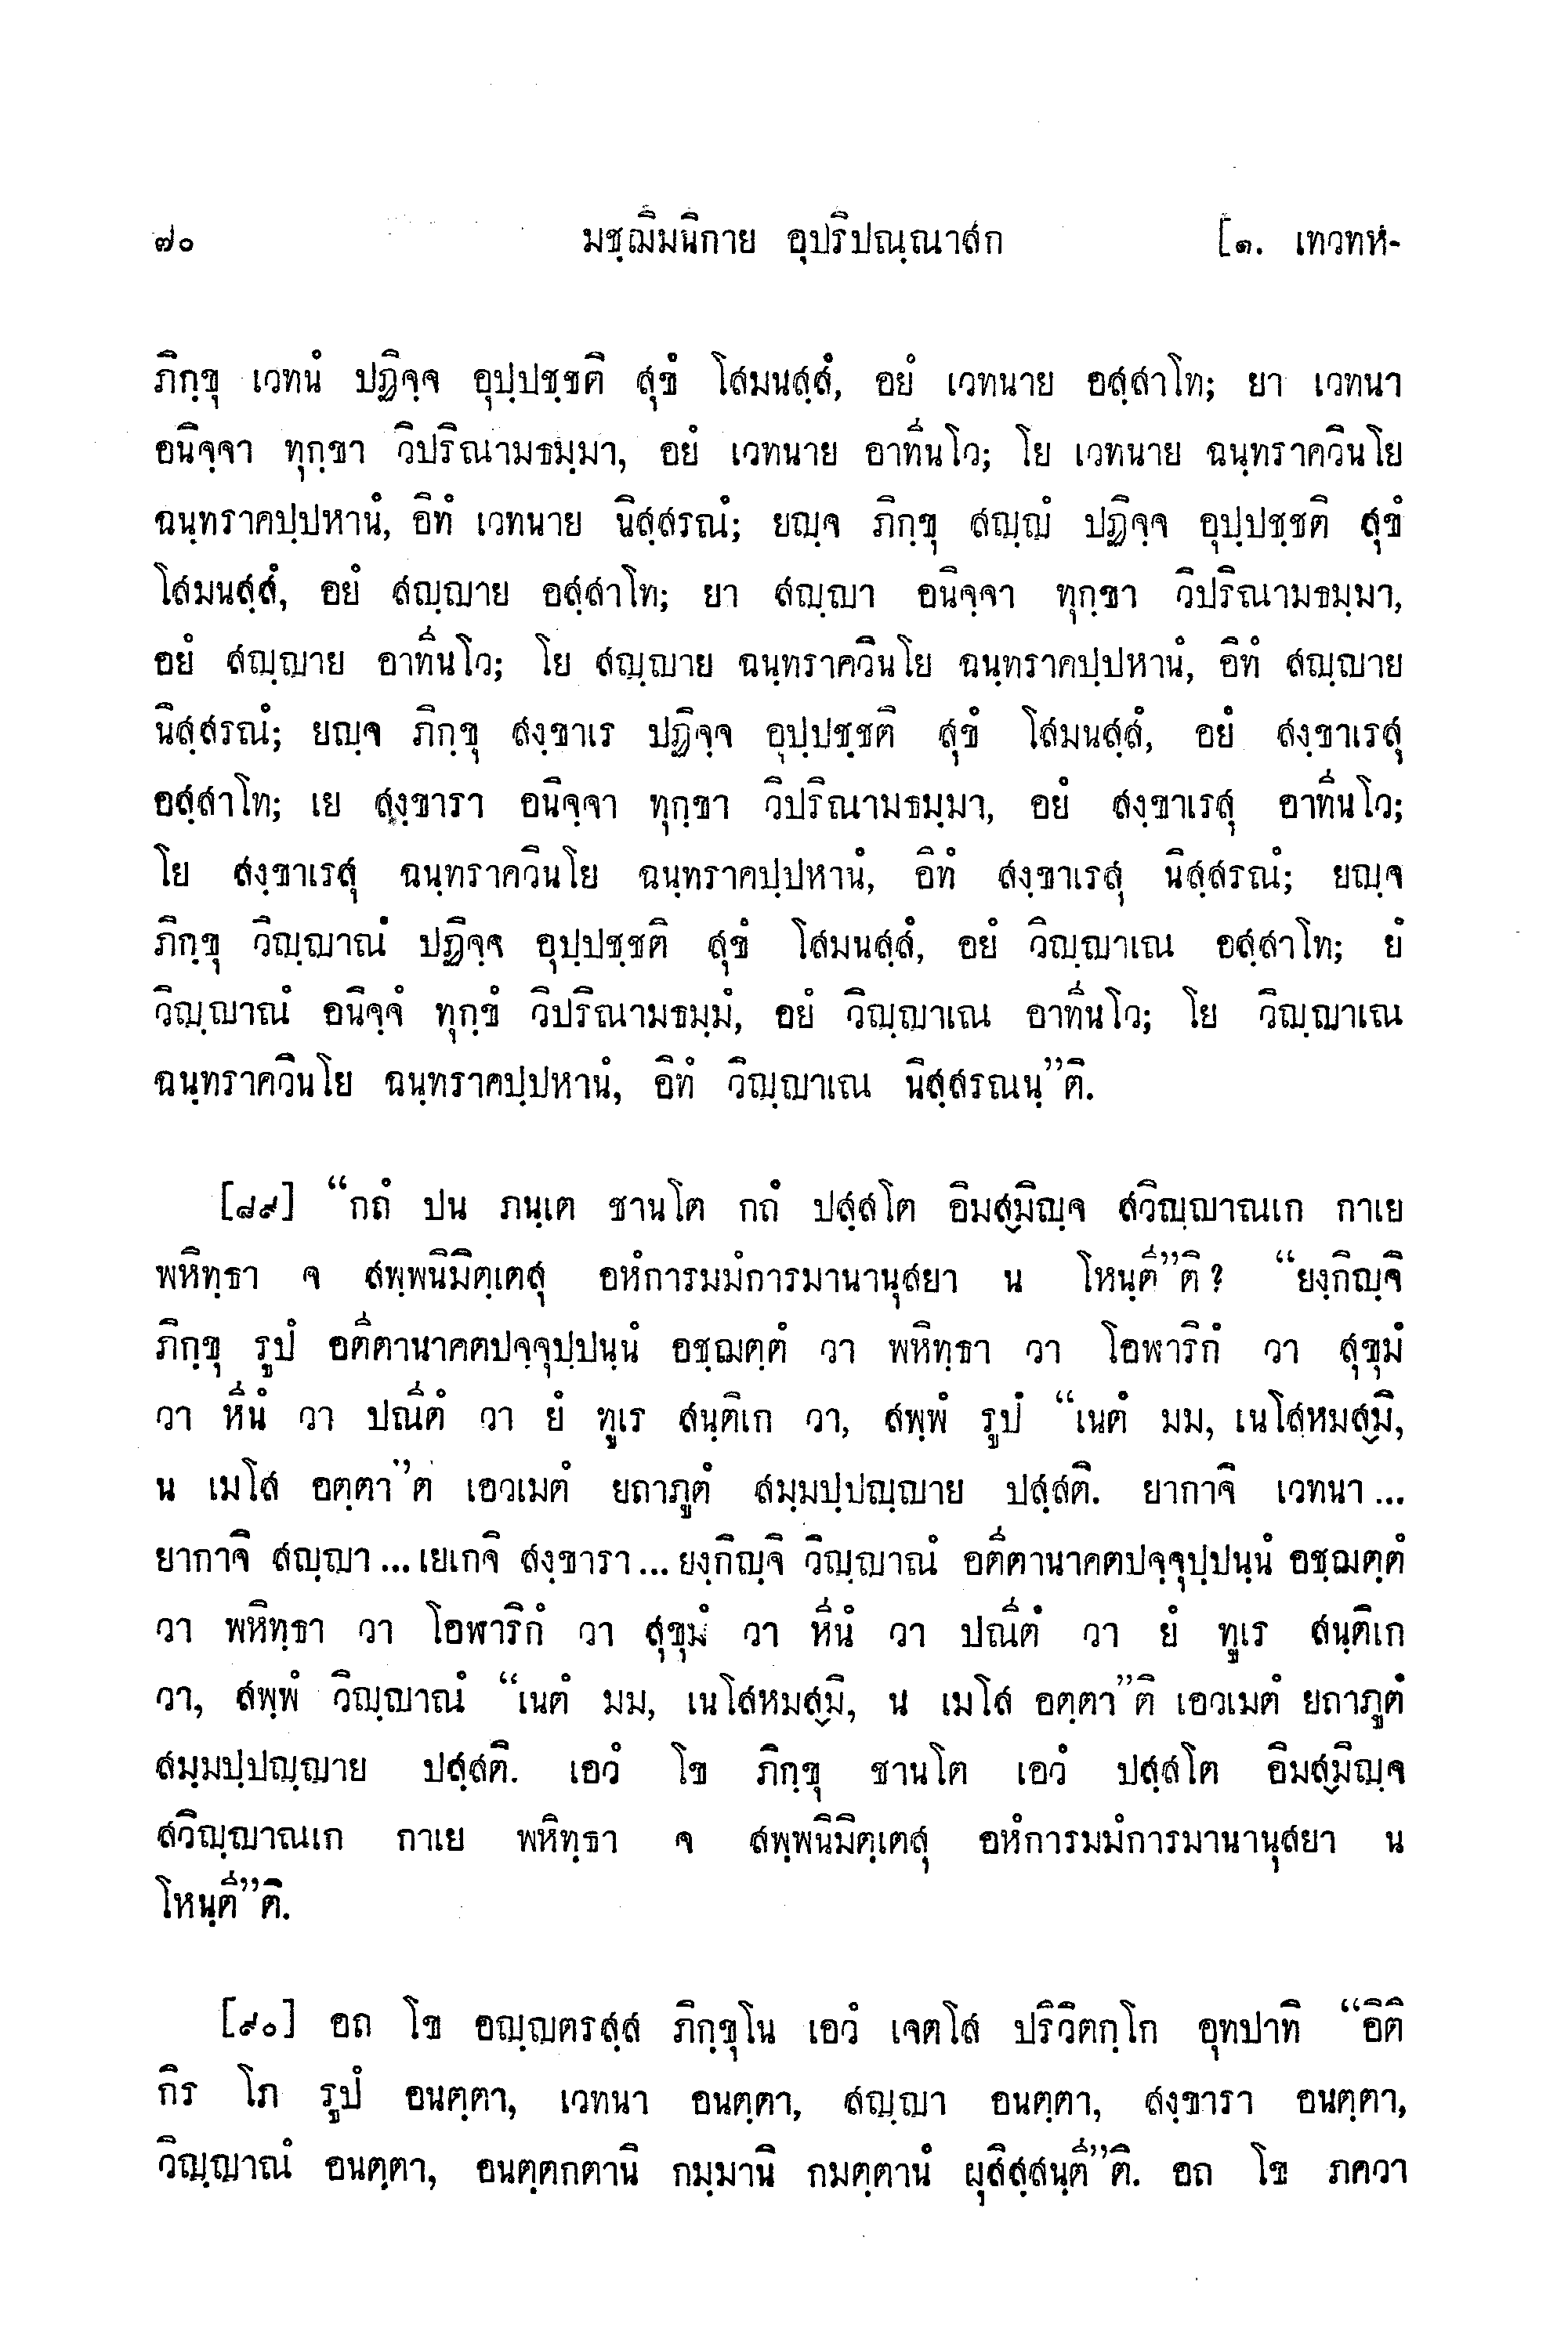 ๗๐ มชฺฌิมนิกาย อุปริปณฺณาสก [๑. เทวทห-
ภิกฺขุ เวทนํ ปฏิจฺจ อุปฺปชฺชติ สุขํ โสมนสฺสํ, อยํ เวทนาย อสฺสาโท; ยา เวทนา
อนิจฺจา ทุกฺขา วิปริณามธมฺมา, อยํ เวทนาย อาทีนโว; โย เวทนาย ฉนฺทราควินโย
ฉนฺทราคปฺปหานํ, อิทํ เวทนาย นิสฺสรณํ; ยญฺจ ภิกฺขุ สญฺญํ ปฏิจฺจ อุปฺปชฺชติ สุขํ
โสมนสฺสํ, อยํ สญฺญาย อสฺสาโท; ยา สญฺญา อนิจฺจา ทุกฺขา วิปริณามธมฺมา,
อยํ สญฺญาย อาทีนโว; โย สญฺญาย ฉนฺทราควินโย ฉนฺทราคปฺปหานํ, อิทํ สญฺญาย
นิสฺสรณํ; ยญฺจ ภิกฺขุ สงฺขาเร ปฏิจฺจ อุปฺปชฺชติ สุขํ โสมนสฺสํ, อยํ สงฺขาเรสุ
อสฺสาโท; เย สงฺขารา อนิจฺจา ทุกฺขา วิปริณามธมฺมา, อยํ สงฺขาเรสุ อาทีนโว;
โย สงฺขาเรสุ ฉนฺทราควินโย ฉนฺทราคปฺปหานํ, อิทํ สงฺขาเรสุ นิสฺสรณํ; ยญฺจ
ภิกฺขุ วิญฺญาณํ ปฏิจฺจ อุปฺปชฺชติ สุขํ โสมนสฺสํ, อยํ วิญฺญาเณ อสฺสาโท; ยํ
วิญฺญาณํ อนิจฺจํ ทุกฺขํ วิปริณามธมฺมํ, อยํ วิญฺญาเณ อาทีนโว; โย วิญฺญาเณ
ฉนฺทราควินโย ฉนฺทราคปฺปหานํ, อิทํ วิญฺญาเณ นิสฺสรณนฺ”ติ.
[๘๙] “กถํ ปน ภนฺเต ชานโต กถํ ปสฺสโต อิมสฺมิญฺจ สวิญฺญาณเก กาเย
พหิทฺธา จ สพฺพนิมิตฺเตสุ อหํการมมํการมานานุสยา น โหนฺตี”ติ? “ยงฺกิญฺจิ
ภิกฺขุ รูปํ อตีตานาคตปจฺจุปฺปนฺนํ อชฺฌตฺตํ วา พหิทฺธา วา โอฬาริกํ วา สุขุมํ
วา หีนํ วา ปณีตํ วา ยํ ทูเร สนฺติเก วา, สพฺพํ รูปํ “เนตํ มม, เนโสหมสฺมิ,
น เมโส อตฺตา”ต เอวเมตํ ยถาภูตํ สมฺมปฺปญฺญาย ปสฺสติ. ยากาจิ เวทนา...
ยากาจิ สญฺญา...เยเกจิ สงฺขารา...ยงฺกิญฺจิ วิญฺญาณํ อตีตานาคตปจฺจุปฺปนฺนํ อชฺฌตฺตํ
วา พหิทฺธา วา โอฬาริกํ วา สุขุมํ วา หีนํ วา ปณีตํ วา ยํ ทูเร สนฺติเก
วา, สพฺพํ วิญฺญาณํ “เนตํ มม, เนโสหมสฺมิ, น เมโส อตฺตา”ติ เอวเมตํ ยถาภูตํ
สมฺมปฺปญฺญาย ปสฺสติ. เอวํ โข ภิกฺขุ ชานโต เอวํ ปสฺสโต อิมสฺมิญฺจ
สวิญฺญาณเก กาเย พหิทฺธา จ สพฺพนิมิตฺเตสุ อหํการมมํการมานานุสยา น
โหนฺตี”ติ.
[๙๐] อถ โข อญฺญตรสฺส ภิกฺขุโน เอวํ เจตโส ปริวิตกฺโก อุทปาทิ “อิติ
กิร โภ รูปํ อนตฺตา, เวทนา อนตฺตา, สญฺญา อนตฺตา, สงฺขารา อนตฺตา,
วิญฺญาณํ อนตฺตา, อนตฺตกตานิ กมฺมานิ กมตฺตานํ ผุสิสฺสนฺตี”ติ. อถ โข ภควา